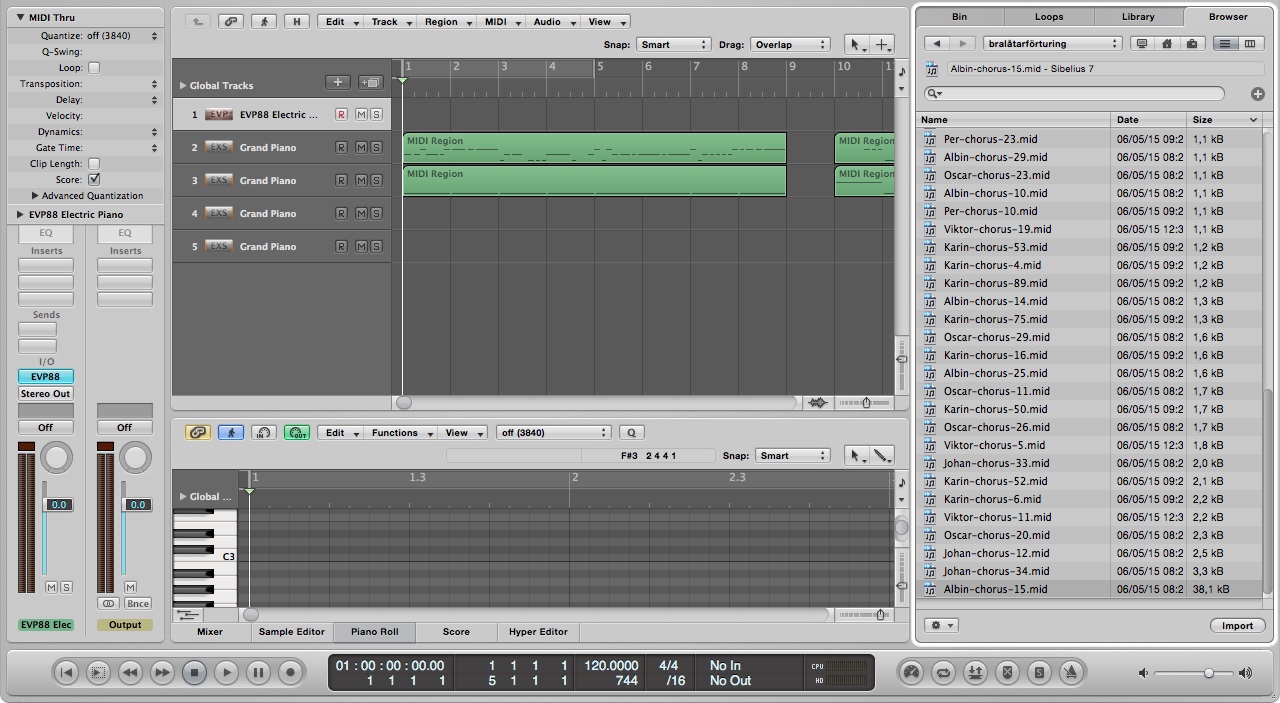 MIDI Thru
Quantize: off (3840)
Q-Swing:
Loop:
Transposition:
Delay:
Velocity:
Dynamics:
Gate Time:
Clip Length:
Score:
Advanced Quantization
EVP88 Electric Piano
EQ EQ
Inserts Inserts
Sends
I/O
EVP88
Stereo Out
Off Off
0.0 0.0
M S M
Bnce
EVP88 Elec Output
H Edit Track Region MIDI Audio View
Snap: Smart Drag: Overlap
Global Tracks
1 2 3 4 5 6 7 8 9 10 11
1 EVP EVP88 Electric ... R M S
2 EXS Grand Piano R M S
MIDI Region MIDI Region
3 EXS Grand Piano R M S
MIDI Region MIDI Region
4 EXS Grand Piano R M S
5 EXS Grand Piano R M S
IN OUT Edit Functions View off (3840) Q
F#3 2 4 4 1 Snap: Smart
Global ...
1 1.3 2 2.3
C3
Mixer Sample Editor Piano Roll Score Hyper Editor
Bin Loops Library Browser
bralåtarförturing
Albin-chorus-15.mid - Sibelius 7
Name Date Size
Per-chorus-23.mid 06/05/15 09:2 1,1 kB
Albin-chorus-29.mid 06/05/15 08:2 1,1 kB
Oscar-chorus-23.mid 06/05/15 08:2 1,1 kB
Albin-chorus-10.mid 06/05/15 08:2 1,1 kB
Per-chorus-10.mid 06/05/15 09:2 1,1 kB
Viktor-chorus-19.mid 06/05/15 12:3 1,1 kB
Karin-chorus-53.mid 06/05/15 09:2 1,2 kB
Karin-chorus-4.mid 06/05/15 09:2 1,2 kB
Karin-chorus-89.mid 06/05/15 09:2 1,2 kB
Albin-chorus-14.mid 06/05/15 08:2 1,3 kB
Karin-chorus-75.mid 06/05/15 09:2 1,3 kB
Oscar-chorus-29.mid 06/05/15 08:2 1,6 kB
Karin-chorus-16.mid 06/05/15 09:2 1,6 kB
Albin-chorus-25.mid 06/05/15 08:2 1,6 kB
Oscar-chorus-11.mid 06/05/15 08:2 1,7 kB
Karin-chorus-50.mid 06/05/15 09:2 1,7 kB
Oscar-chorus-26.mid 06/05/15 08:2 1,7 kB
Viktor-chorus-5.mid 06/05/15 12:3 1,8 kB
Johan-chorus-33.mid 06/05/15 08:2 2,0 kB
Karin-chorus-52.mid 06/05/15 09:2 2,1 kB
Karin-chorus-6.mid 06/05/15 09:2 2,2 kB
Viktor-chorus-11.mid 06/05/15 12:3 2,2 kB
Oscar-chorus-20.mid 06/05/15 08:2 2,3 kB
Johan-chorus-12.mid 06/05/15 08:2 2,5 kB
Johan-chorus-34.mid 06/05/15 08:2 3,3 kB
Albin-chorus-15.mid 06/05/15 08:2 38,1 kB
Import
01 : 00 : 00 : 00.00 1 1 1 1 120.0000 4/4 No In CPU
1 1 1 1 5 1 1 1 744 /16 No Out HD
S